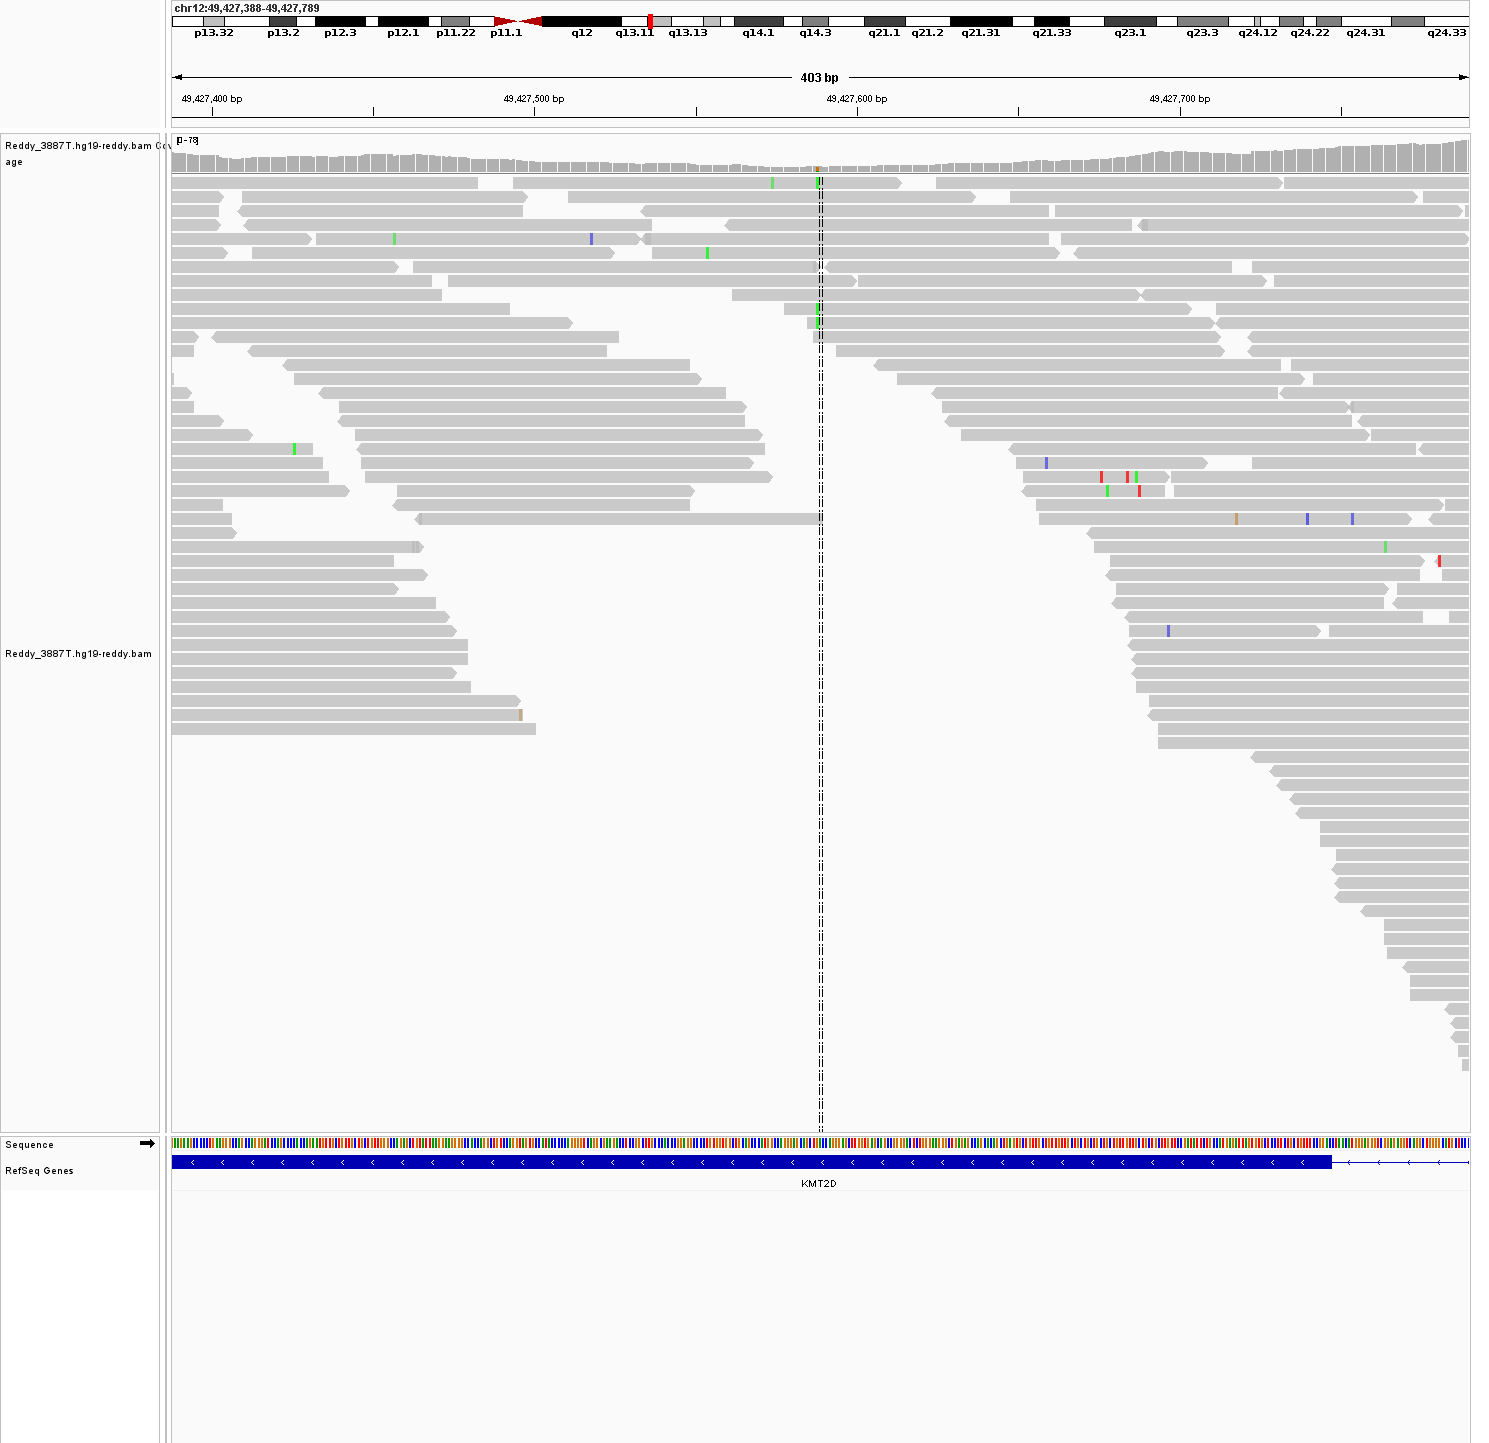 chr12:49,427,388-49,427,789
p13.32 p13.2 p12.3 p12.1 p11.22 p11.1 q12 q13.11 q13.13 q14.1 q14.3 q21.1 q21.2 q21.31 q21.33 q23.1 q23.3 q24.12 q24.22 q24.31 q24.33
403 bp
49,427,400 bp 49,427,500 bp 49,427,600 bp 49,427,700 bp
[0-78]
Reddy_3887T.hg19-reddy.bam Cov
age
Reddy_3887T.hg19-reddy.bam
Sequence
RefSeq Genes
KMT2D